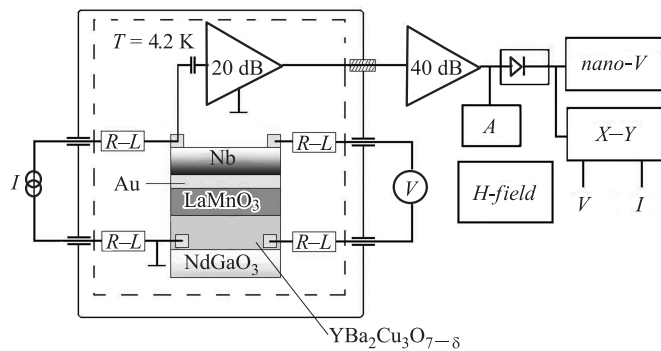 T = 4.2 K
20 dB
40 dB
nano-V
A
X–Y
R–L
R–L
Nb
I
Au
V
H-field
V
I
LaMnO₃
R–L
R–L
NdGaO₃
YBa₂Cu₃O₇₋δ